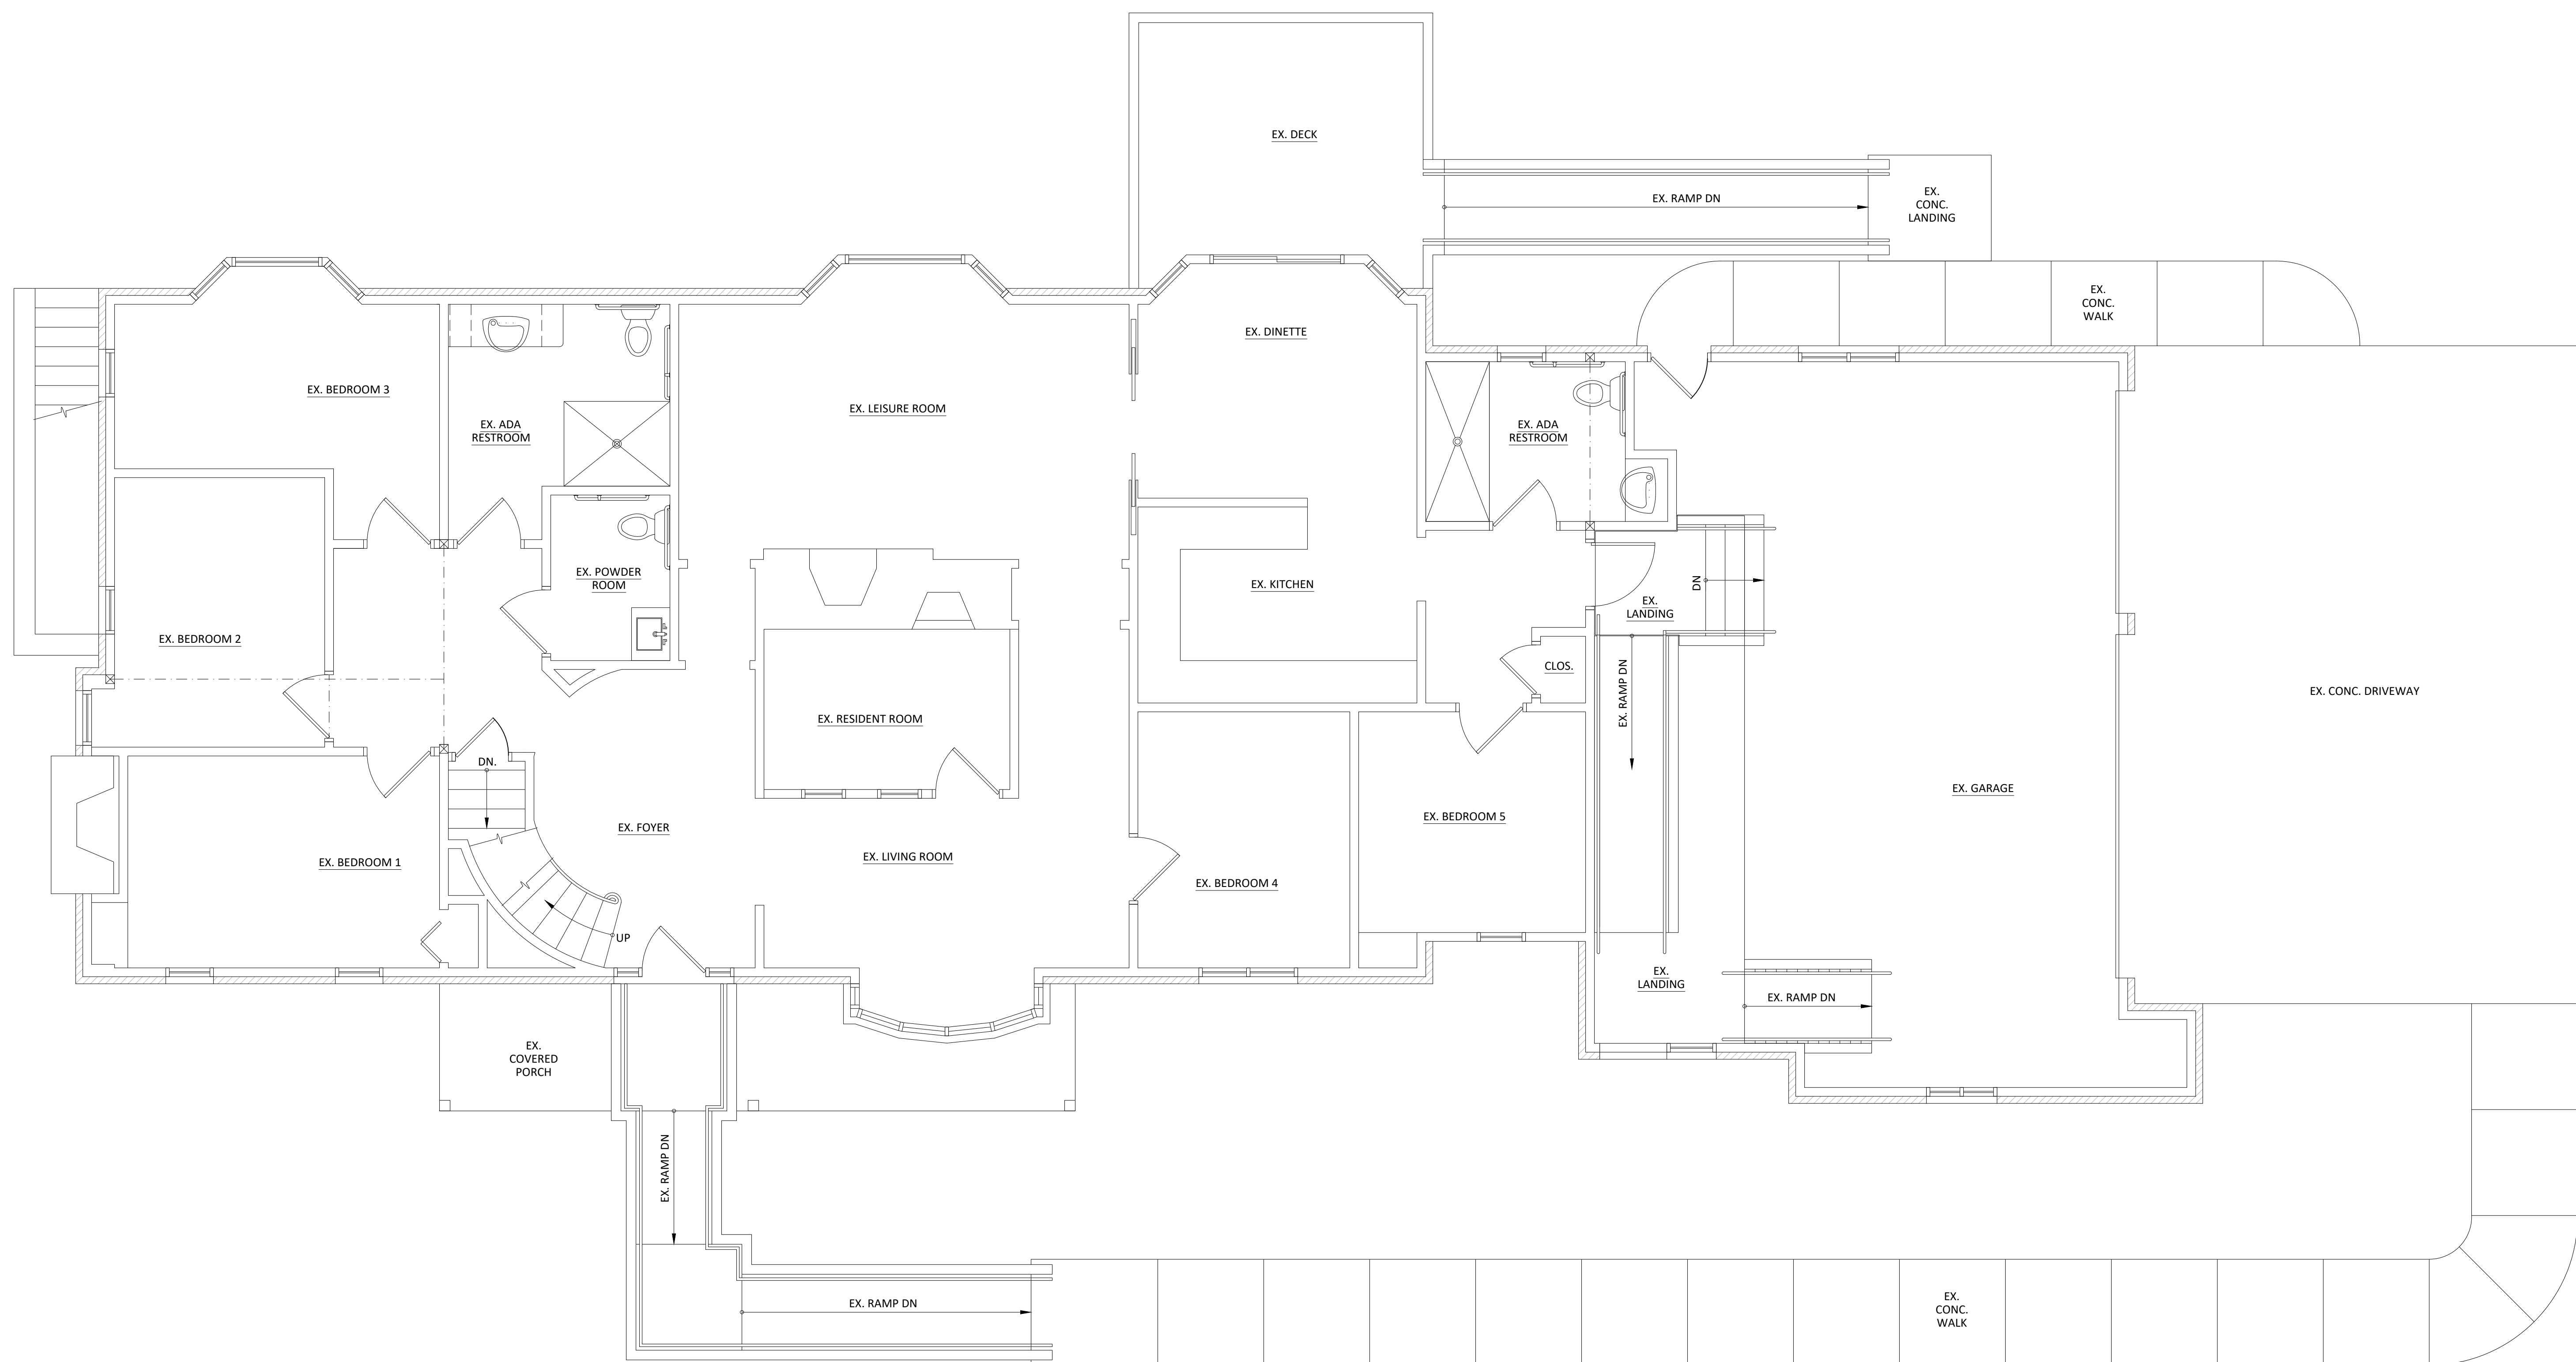 EX. DECK
EX. RAMP DN
EX.
CONC.
LANDING
EX.
CONC.
WALK
EX. DINETTE
EX. BEDROOM 3
EX. LEISURE ROOM
EX. ADA
RESTROOM
EX. ADA
RESTROOM
EX. POWDER
ROOM
EX. KITCHEN
DN
EX.
LANDING
EX. BEDROOM 2
CLOS.
EX. RAMP DN
EX. CONC. DRIVEWAY
EX. RESIDENT ROOM
DN.
EX. GARAGE
EX. FOYER
EX. BEDROOM 5
EX. LIVING ROOM
EX. BEDROOM 1
EX. BEDROOM 4
UP
EX.
LANDING
EX. RAMP DN
EX.
COVERED
PORCH
EX. RAMP DN
EX. RAMP DN
EX.
CONC.
WALK